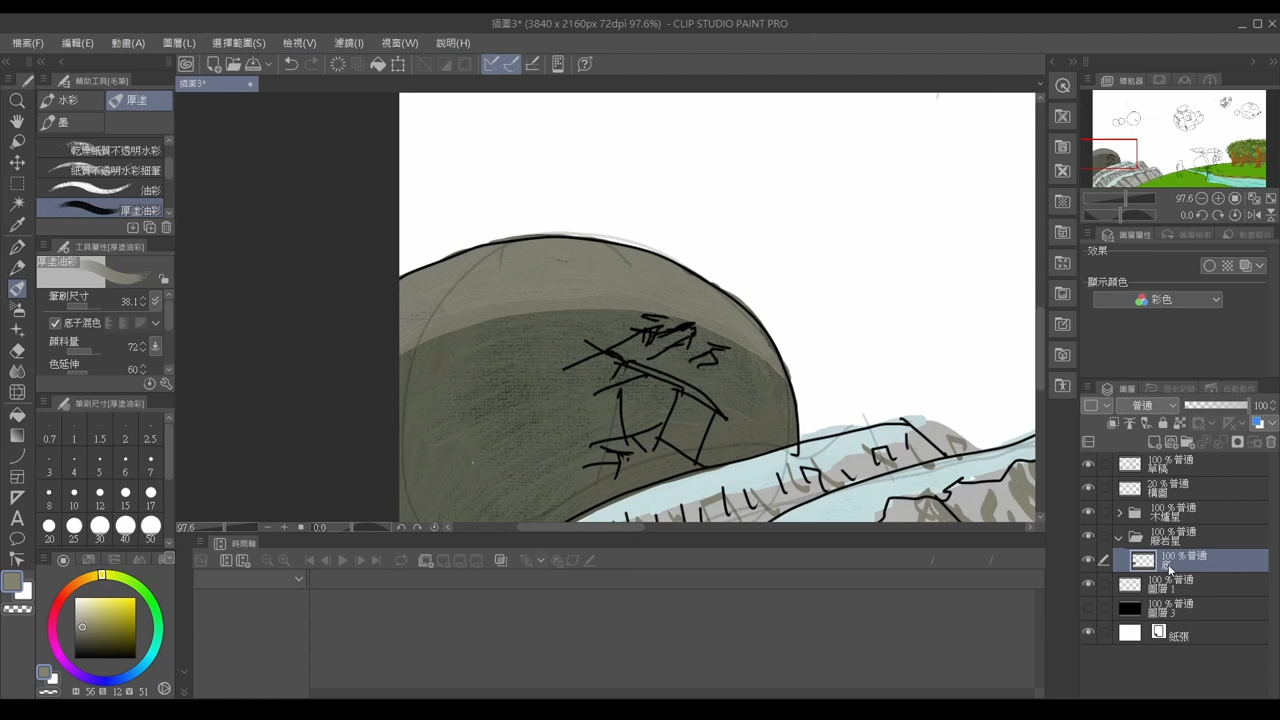 插圖3* (3840 x 2160px 72dpi 97.6%) - CLIP STUDIO PAINT PRO
檔案(F) 編輯(E) 動畫(A) 圖層(L) 選擇範圍(S) 檢視(V) 濾鏡(I) 視窗(W) 說明(H)
輔助工具[毛筆]
水彩
厚塗
墨
乾燥紙質不透明水彩
紙質不透明水彩細筆
油彩
厚塗油彩
工具屬性[厚塗油彩]
厚塗油彩
筆刷尺寸
38.1
底子混色
顏料量
72
色延伸
60
筆刷尺寸[厚塗油彩]
0.7 1 1.5 2 2.5
3 4 5 6 7
8 10 12 15 17
20 25 30 40 50
H 56 S 12 V 51
插圖3*
97.6
0.0
時間軸
/ /
導航器
97.6
0.0
圖層屬性
效果
顯示顏色
彩色
圖層
普通
100
100 %普通
草稿
20 %普通
構圖
100 %普通
木爐星
100 %普通
廢岩星
100 %普通
底
100 %普通
圖層 1
100 %普通
圖層 3
紙張